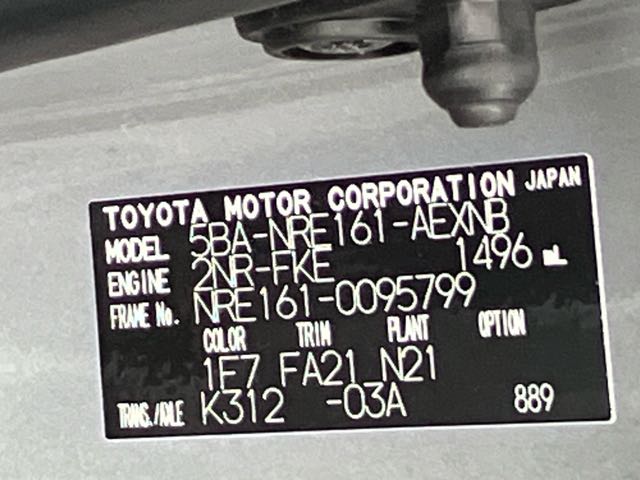 TOYOTA MOTOR CORPORATION JAPAN
MODEL 5BA-NRE161-AEXNB
ENGINE 2NR-FKE 1496 mL
FRAME No. NRE161-0095799
COLOR TRIM PLANT OPTION
1F7 FA21 N21
TRANS./AXLE K312 -03A 889